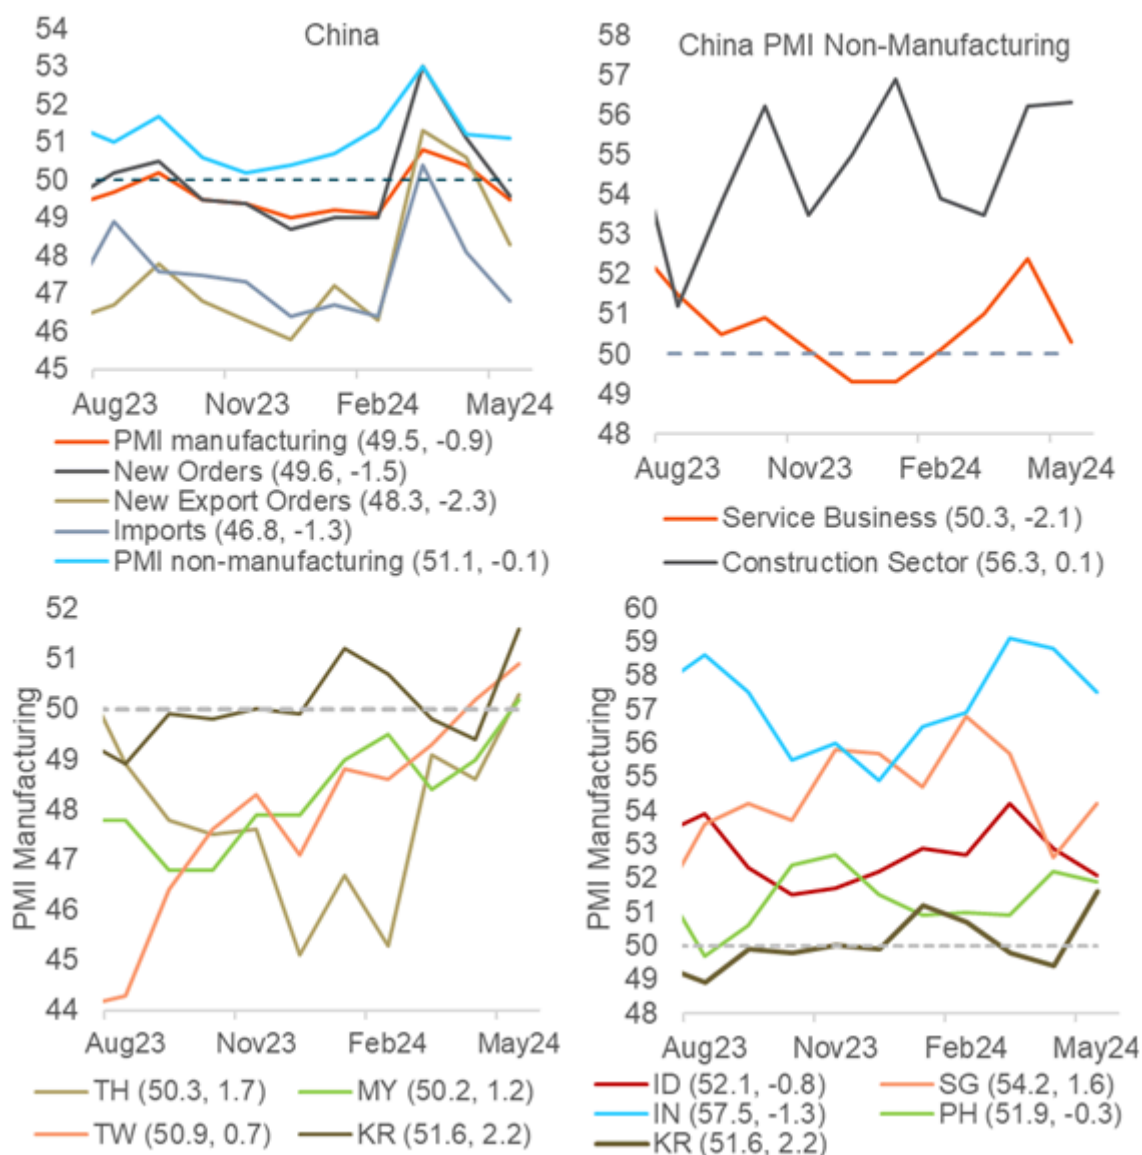 China
54
53
52
51
50
49
48
47
46
45
Aug23 Nov23 Feb24 May24
PMI manufacturing (49.5, -0.9)
New Orders (49.6, -1.5)
New Export Orders (48.3, -2.3)
Imports (46.8, -1.3)
PMI non-manufacturing (51.1, -0.1)
China PMI Non-Manufacturing
58
57
56
55
54
53
52
51
50
49
48
Aug23 Nov23 Feb24 May24
Service Business (50.3, -2.1)
Construction Sector (56.3, 0.1)
PMI Manufacturing
52
51
50
49
48
47
46
45
44
Aug23 Nov23 Feb24 May24
TH (50.3, 1.7) MY (50.2, 1.2)
TW (50.9, 0.7) KR (51.6, 2.2)
PMI Manufacturing
60
59
58
57
56
55
54
53
52
51
50
49
48
Aug23 Nov23 Feb24 May24
ID (52.1, -0.8) SG (54.2, 1.6)
IN (57.5, -1.3) PH (51.9, -0.3)
KR (51.6, 2.2)